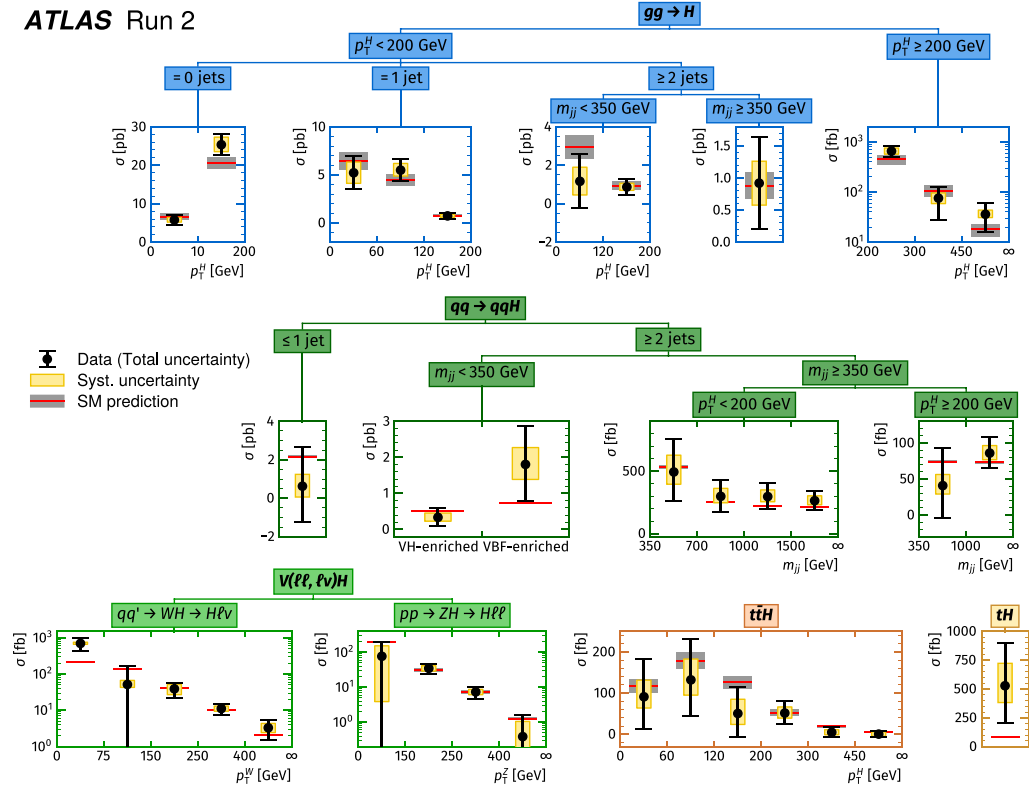 ATLAS Run 2
gg → H
p_T^H < 200 GeV
p_T^H ≥ 200 GeV
= 0 jets
= 1 jet
≥ 2 jets
m_jj < 350 GeV
m_jj ≥ 350 GeV
σ [pb]
30
20
10
0
0 10 200
p_T^H [GeV]
σ [pb]
10
5
0
0 60 120 200
p_T^H [GeV]
σ [pb]
4
2
0
−2
0 120 200
p_T^H [GeV]
σ [pb]
1.5
1.0
0.5
0.0
σ [fb]
10^3
10^2
10^1
200 300 450 ∞
p_T^H [GeV]
qq → qqH
≤ 1 jet
≥ 2 jets
m_jj < 350 GeV
m_jj ≥ 350 GeV
p_T^H < 200 GeV
p_T^H ≥ 200 GeV
Data (Total uncertainty)
Syst. uncertainty
SM prediction
σ [pb]
4
2
0
−2
σ [pb]
3
2
1
0
VH-enriched VBF-enriched
σ [fb]
500
0
350 700 1000 1500 ∞
m_jj [GeV]
σ [fb]
100
50
0
350 1000 ∞
m_jj [GeV]
V(ℓℓ, ℓν)H
qq' → WH → Hℓν
pp → ZH → Hℓℓ
tt̄H
tH
σ [fb]
10^3
10^2
10^1
10^0
0 75 150 250 400 ∞
p_T^W [GeV]
σ [fb]
10^2
10^1
10^0
0 150 250 400 ∞
p_T^Z [GeV]
σ [fb]
200
100
0
0 60 120 200 300 450 ∞
p_T^H [GeV]
σ [fb]
1000
750
500
250
0